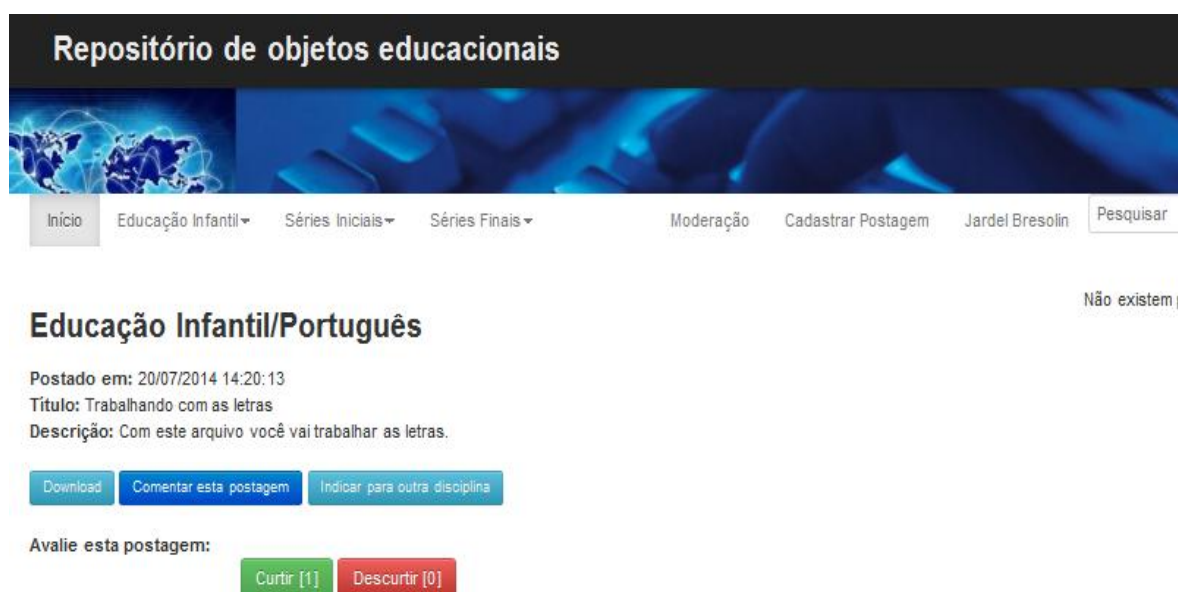 Repositório de objetos educacionais
Início Educação Infantil Séries Iniciais Séries Finais Moderação Cadastrar Postagem Jardel Bresolin Pesquisar
Não existem
Educação Infantil/Português
Postado em: 20/07/2014 14:20:13
Título: Trabalhando com as letras
Descrição: Com este arquivo você vai trabalhar as letras.
Download Comentar esta postagem Indicar para outra disciplina
Avalie esta postagem:
Curtir [1] Descurtir [0]